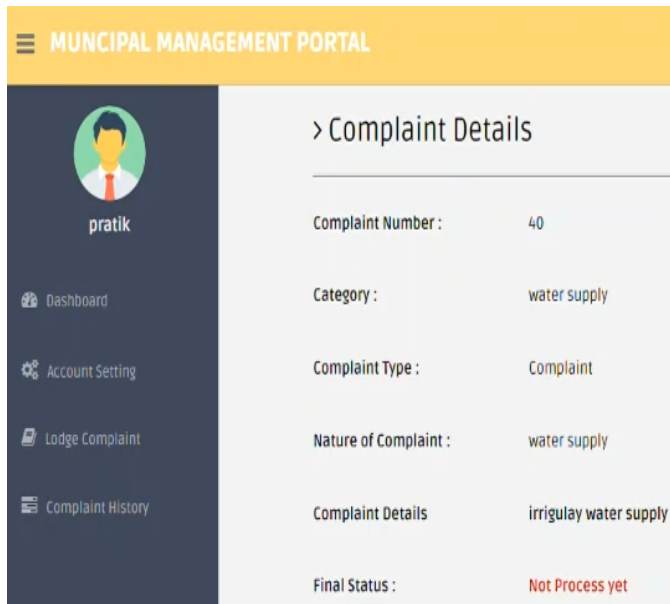 MUNCIPAL MANAGEMENT PORTAL
pratik
Dashboard
Account Setting
Lodge Complaint
Complaint History
> Complaint Details
Complaint Number : 40
Category : water supply
Complaint Type : Complaint
Nature of Complaint : water supply
Complaint Details irrigulay water supply
Final Status : Not Process yet